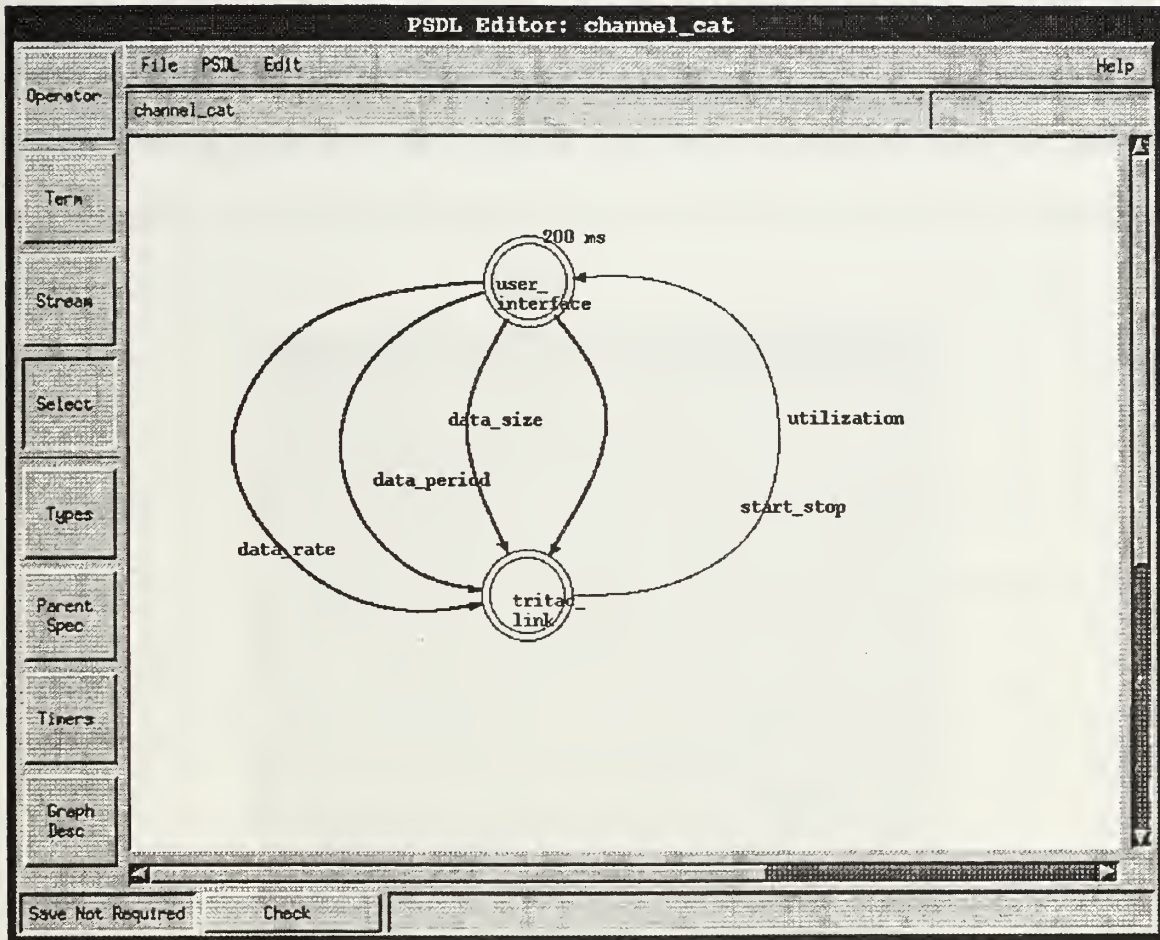 PSDL Editor: channel_cat
File PSDL Edit Help
channel_cat
Operator
Term
Stream
Select
Types
Parent
Spec
Timers
Graph
Desc
200 ms
user_
interface
data_size
utilization
data_period
start_stop
data_rate
tritac_
link
Save Not Required
Check